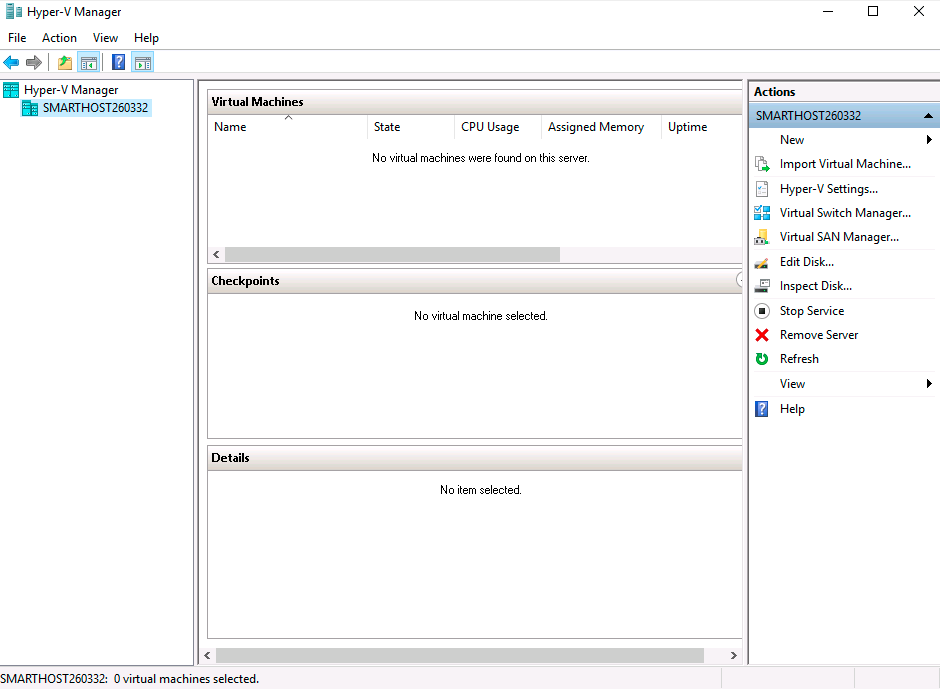 Hyper-V Manager
File Action View Help
Hyper-V Manager
SMARTHOST260332
Virtual Machines
Name State CPU Usage Assigned Memory Uptime
No virtual machines were found on this server.
Checkpoints
No virtual machine selected.
Details
No item selected.
Actions
SMARTHOST260332
New
Import Virtual Machine...
Hyper-V Settings...
Virtual Switch Manager...
Virtual SAN Manager...
Edit Disk...
Inspect Disk...
Stop Service
Remove Server
Refresh
View
Help
SMARTHOST260332: 0 virtual machines selected.